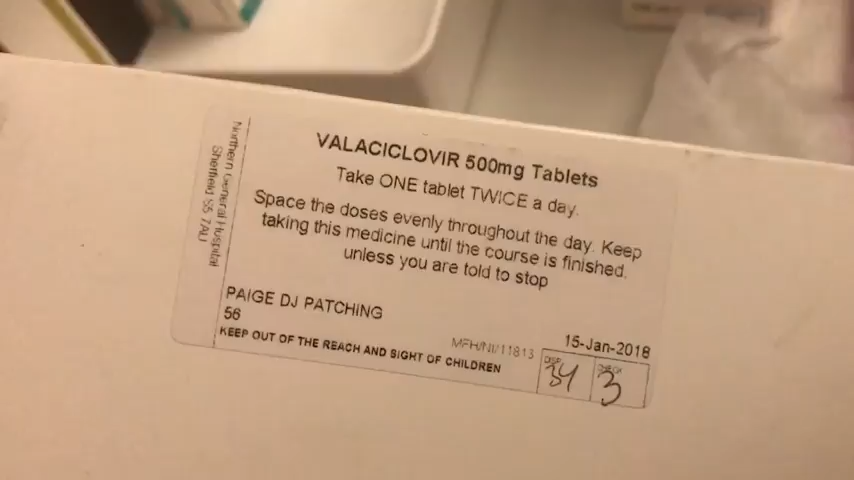 VALACICLOVIR 500mg Tablets
Take ONE tablet TWICE a day.
Space the doses evenly throughout the day. Keep
taking this medicine until the course is finished,
unless you are told to stop
PAIGE DJ PATCHING
56
KEEP OUT OF THE REACH AND SIGHT OF CHILDREN
MFH/NI/11813
15-Jan-2018
DISP
34
CHECK
3
Northern General Hospital
Sheffield S5 7AU